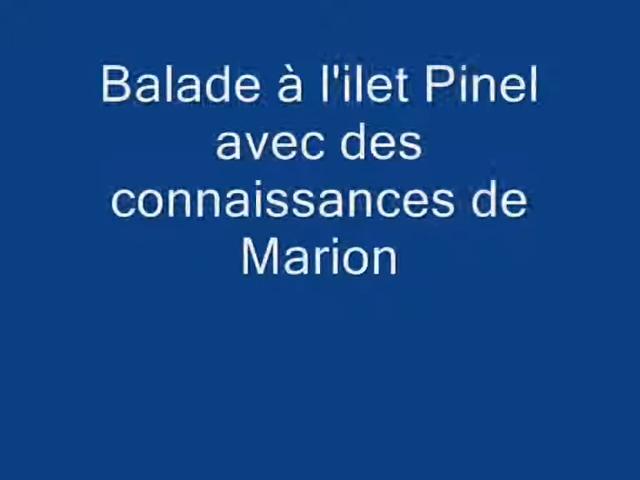 Balade à l'ilet Pinel
avec des
connaissances de
Marion